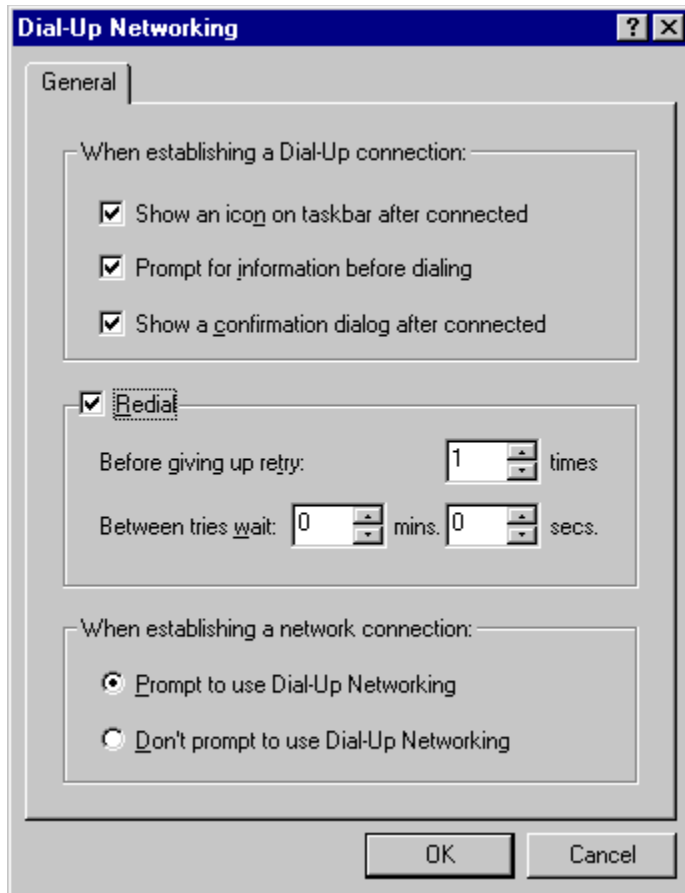 Dial-Up Networking
General
When establishing a Dial-Up connection:
Show an icon on taskbar after connected
Prompt for information before dialing
Show a confirmation dialog after connected
Redial
Before giving up retry: 1 times
Between tries wait: 0 mins. 0 secs.
When establishing a network connection:
Prompt to use Dial-Up Networking
Don't prompt to use Dial-Up Networking
OK Cancel